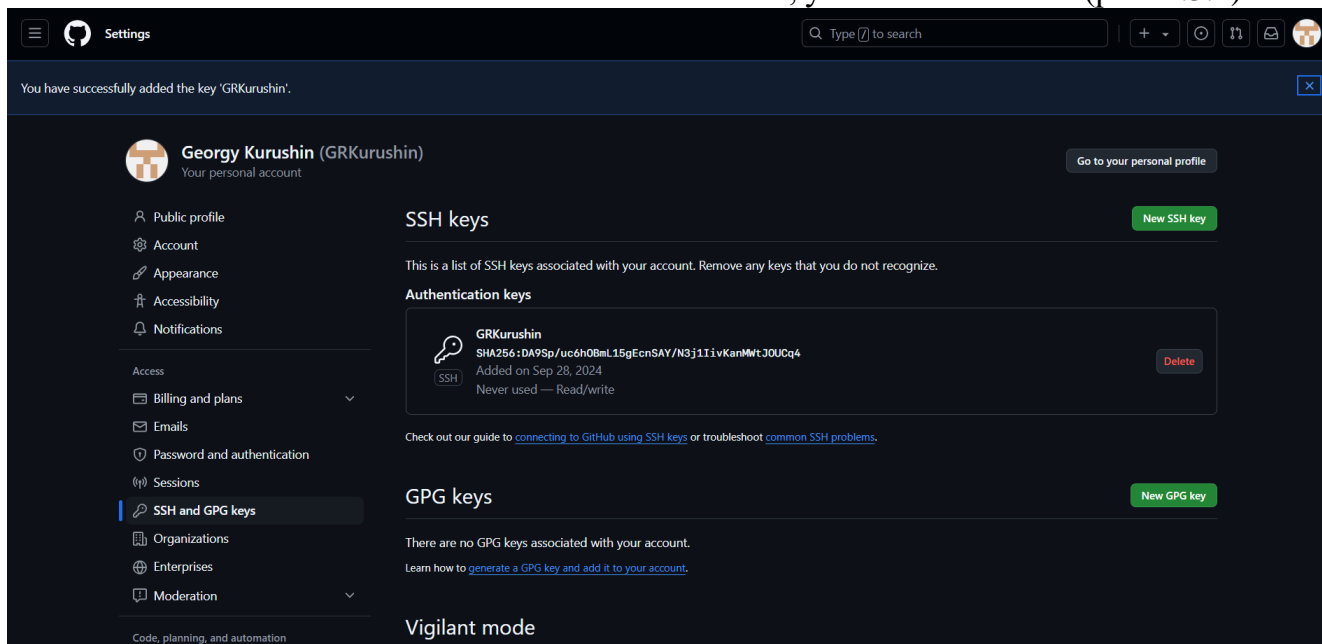 Settings
Type / to search
You have successfully added the key 'GRKurushin'.
Georgy Kurushin (GRKurushin)
Your personal account
Go to your personal profile
Public profile
Account
Appearance
Accessibility
Notifications
Access
Billing and plans
Emails
Password and authentication
Sessions
SSH and GPG keys
Organizations
Enterprises
Moderation
Code, planning, and automation
SSH keys
New SSH key
This is a list of SSH keys associated with your account. Remove any keys that you do not recognize.
Authentication keys
GRKurushin
SHA256:DA9Sp/uc6hOBmL15gEcnSAY/N3j1IivKanMWtJOUCq4
SSH
Added on Sep 28, 2024
Never used — Read/write
Delete
Check out our guide to connecting to GitHub using SSH keys or troubleshoot common SSH problems.
GPG keys
New GPG key
There are no GPG keys associated with your account.
Learn how to generate a GPG key and add it to your account.
Vigilant mode